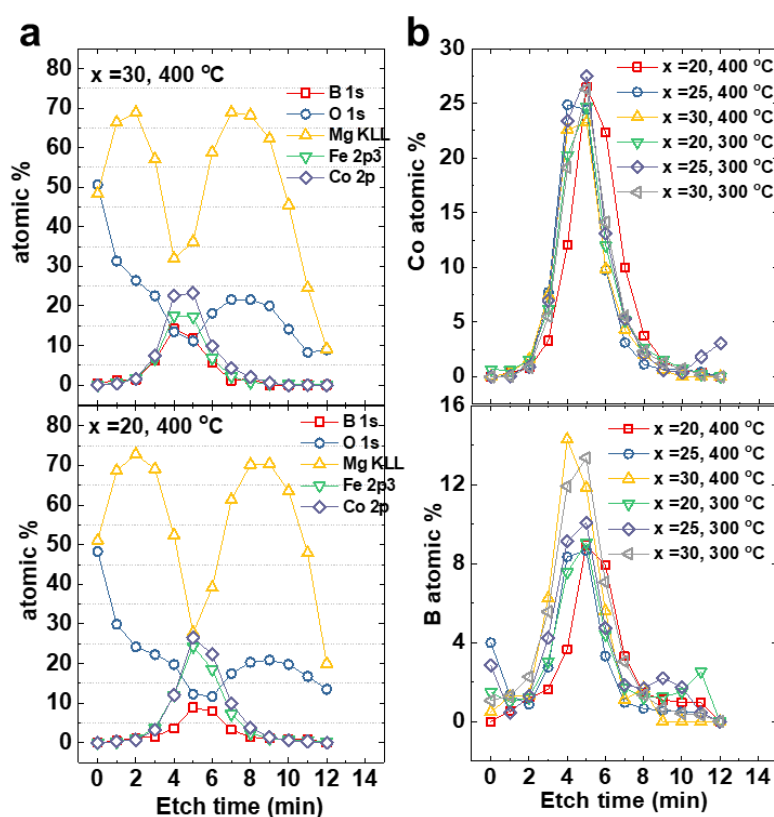 a
x =30, 400 °C
B 1s
O 1s
Mg KLL
Fe 2p3
Co 2p
atomic %
80
70
60
50
40
30
20
10
0
x =20, 400 °C
B 1s
O 1s
Mg KLL
Fe 2p3
Co 2p
atomic %
80
70
60
50
40
30
20
10
0
0 2 4 6 8 10 12 14
Etch time (min)
b
x =20, 400 °C
x =25, 400 °C
x =30, 400 °C
x =20, 300 °C
x =25, 300 °C
x =30, 300 °C
Co atomic %
30
25
20
15
10
5
0
x =20, 400 °C
x =25, 400 °C
x =30, 400 °C
x =20, 300 °C
x =25, 300 °C
x =30, 300 °C
B atomic %
16
12
8
4
0
0 2 4 6 8 10 12 14
Etch time (min)